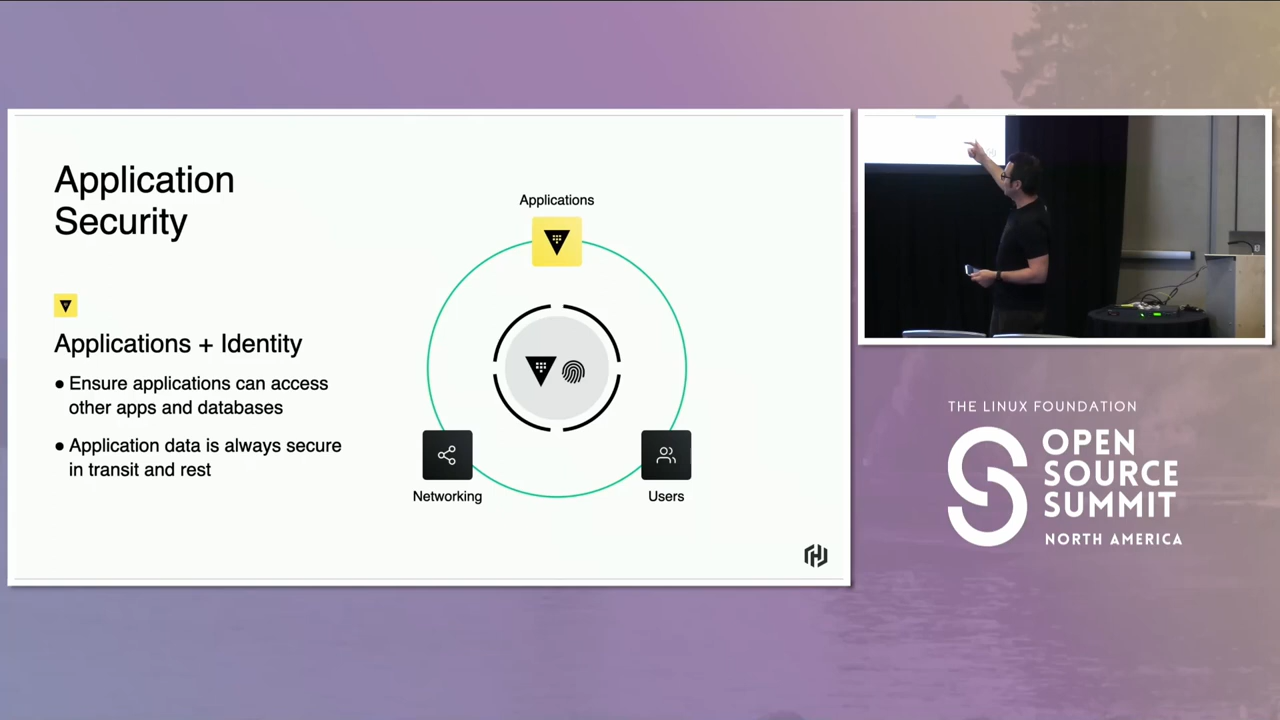 Application
Security
Applications + Identity
● Ensure applications can access
other apps and databases
● Application data is always secure
in transit and rest
Applications
Networking
Users
THE LINUX FOUNDATION
OPEN
SOURCE
SUMMIT
NORTH AMERICA